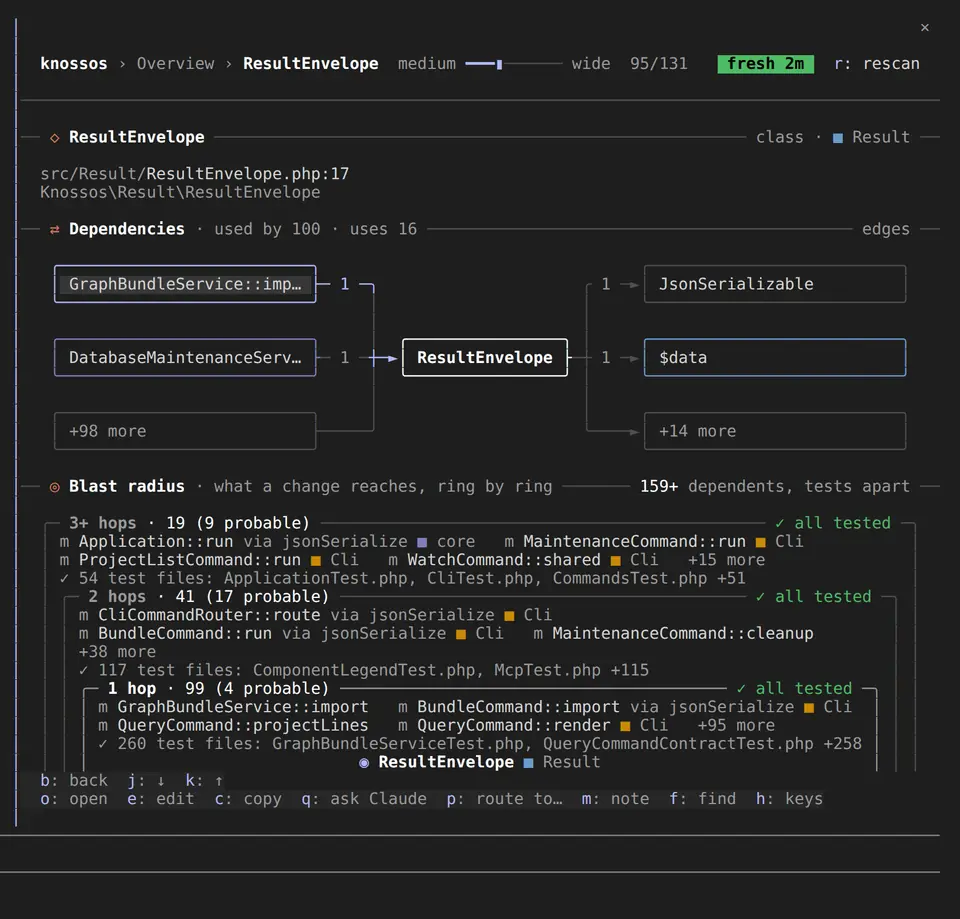 ×
knossos › Overview › ResultEnvelope medium wide 95/131 fresh 2m r: rescan
◇ ResultEnvelope class · ■ Result
src/Result/ResultEnvelope.php:17
Knossos\Result\ResultEnvelope
⇄ Dependencies · used by 100 · uses 16 edges
GraphBundleService::imp… 1 1 JsonSerializable
DatabaseMaintenanceServ… 1 ResultEnvelope 1 $data
+98 more +14 more
◎ Blast radius · what a change reaches, ring by ring 159+ dependents, tests apart
3+ hops · 19 (9 probable) ✓ all tested
m Application::run via jsonSerialize ■ core m MaintenanceCommand::run ■ Cli
m ProjectListCommand::run ■ Cli m WatchCommand::shared ■ Cli +15 more
✓ 54 test files: ApplicationTest.php, CliTest.php, CommandsTest.php +51
2 hops · 41 (17 probable) ✓ all tested
m CliCommandRouter::route via jsonSerialize ■ Cli
m BundleCommand::run via jsonSerialize ■ Cli m MaintenanceCommand::cleanup
+38 more
✓ 117 test files: ComponentLegendTest.php, McpTest.php +115
1 hop · 99 (4 probable) ✓ all tested
m GraphBundleService::import m BundleCommand::import via jsonSerialize ■ Cli
m QueryCommand::projectLines m QueryCommand::render ■ Cli +95 more
✓ 260 test files: GraphBundleServiceTest.php, QueryCommandContractTest.php +258
◉ ResultEnvelope ■ Result
b: back j: ↓ k: ↑
o: open e: edit c: copy q: ask Claude p: route to… m: note f: find h: keys